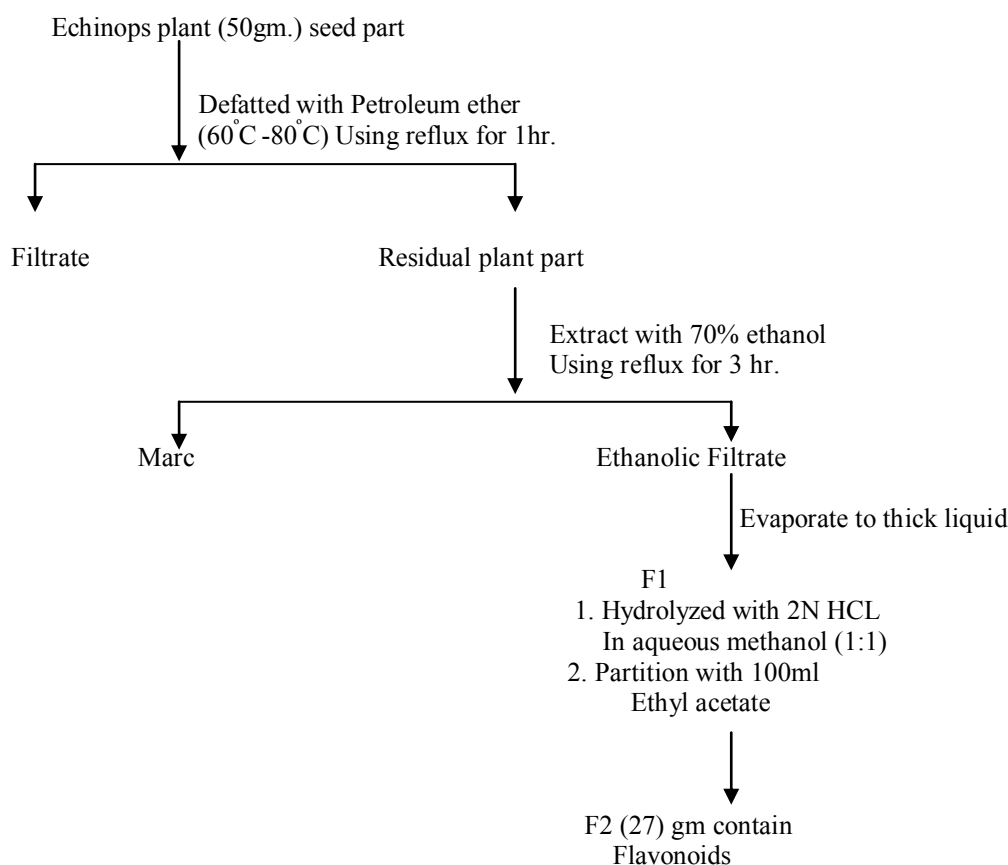 Echinops plant (50gm.) seed part
Defatted with Petroleum ether
(60°C -80°C) Using reflux for 1hr.
Filtrate
Residual plant part
Extract with 70% ethanol
Using reflux for 3 hr.
Marc
Ethanolic Filtrate
Evaporate to thick liquid
F1
1. Hydrolyzed with 2N HCL
In aqueous methanol (1:1)
2. Partition with 100ml
Ethyl acetate
F2 (27) gm contain
Flavonoids